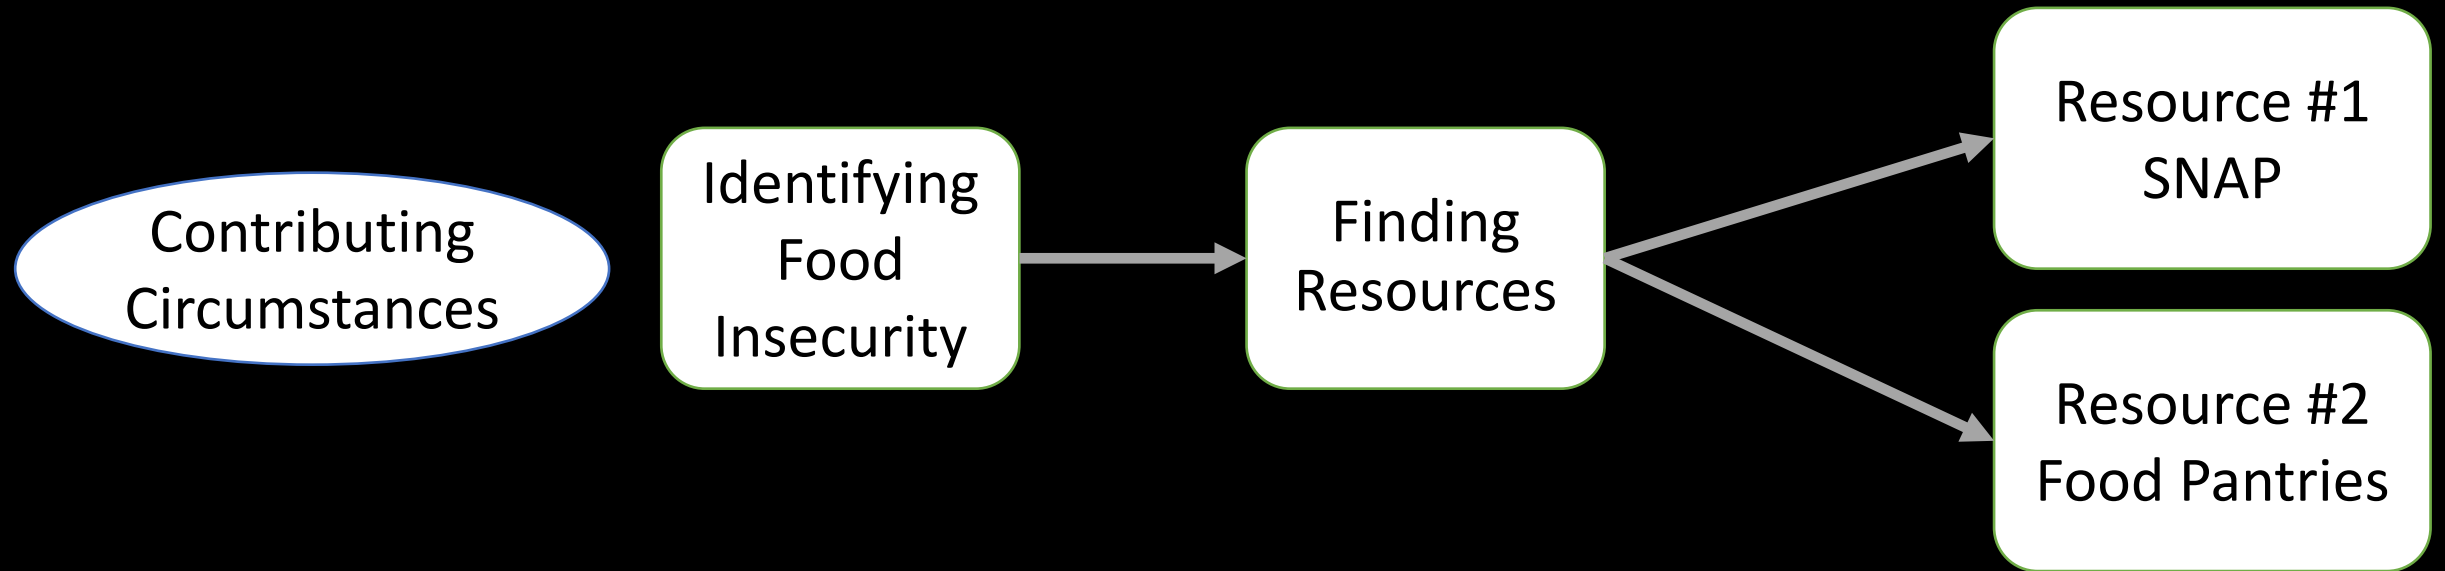 Contributing
Circumstances
Identifying
Food
Insecurity
Finding
Resources
Resource #1
SNAP
Resource #2
Food Pantries